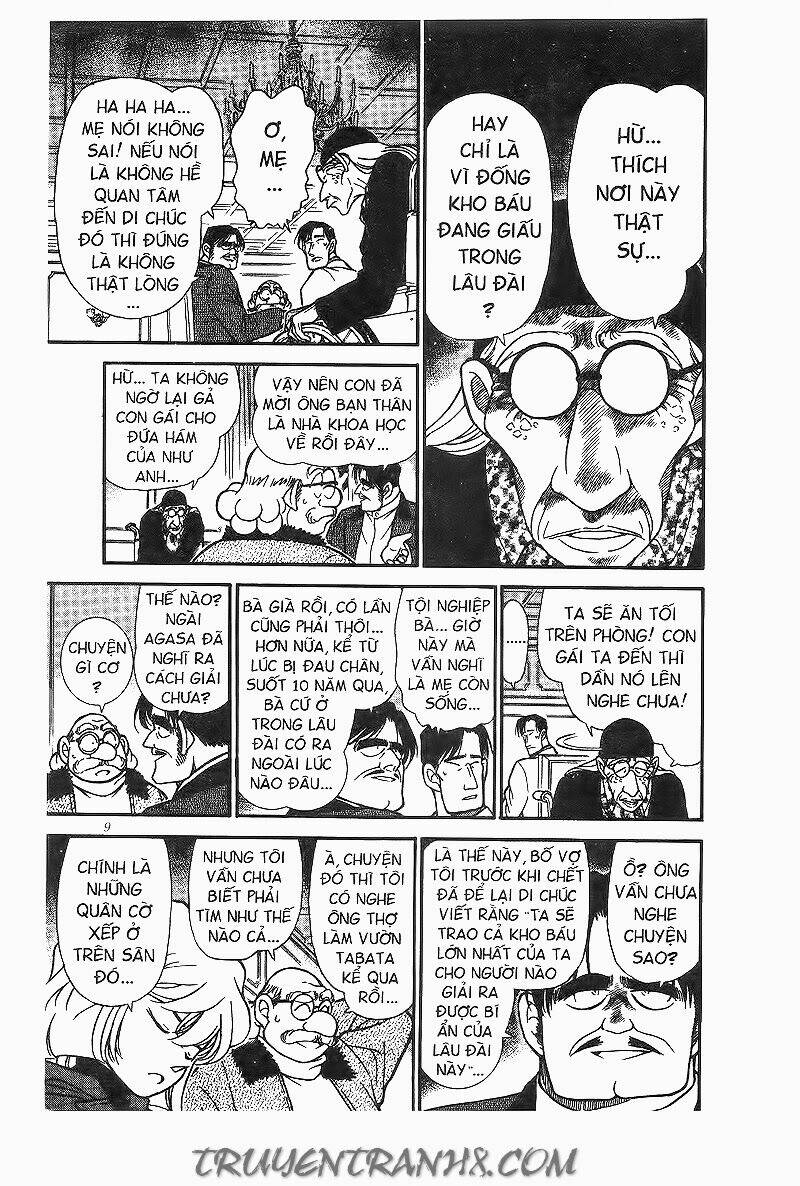 HỪ...
THÍCH
NƠI NÀY
THẬT
SỰ...
HAY
CHỈ LÀ
VÌ ĐỐNG
KHO BÁU
ĐANG GIẤU
TRONG
LÂU ĐÀI
?
Ơ,
MẸ
...
HA HA HA...
MẸ NÓI KHÔNG
SAI! NẾU NÓI
LÀ KHÔNG HỀ
QUAN TÂM
ĐẾN DI CHÚC
ĐÓ THÌ ĐÚNG
LÀ KHÔNG
THẬT LÒNG
...
VẬY NÊN CON ĐÃ
MỜI ÔNG BẠN THÂN
LÀ NHÀ KHOA HỌC
VỀ RỒI ĐÂY...
HỪ... TA KHÔNG
NGỜ LẠI GẢ
CON GÁI CHO
ĐỨA HÁM
CỦA NHƯ
ANH...
TA SẼ ĂN TỐI
TRÊN PHÒNG! CON
GÁI TA ĐẾN THÌ
DẪN NÓ LÊN
NGHE CHƯA!
.....
TỘI NGHIỆP
BÀ... GIỜ
NÀY MÀ
VẪN NGHĨ
LÀ MẸ CÒN
SỐNG...
BÀ GIÀ RỒI, CÓ LẨN
CŨNG PHẢI THÔI...
HƠN NỮA, KỂ TỪ
LÚC BỊ ĐAU CHÂN,
SUỐT 10 NĂM QUA,
BÀ CỨ Ở
TRONG LÂU
ĐÀI CÓ RA
NGOÀI LÚC
NÀO ĐÂU...
THẾ NÀO?
NGÀI
AGASA ĐÃ
NGHĨ RA
CÁCH GIẢI
CHƯA?
CHUYỆN
GÌ CƠ
?
9
Ồ? ÔNG
VẪN CHƯA
NGHE
CHUYỆN
SAO?
LÀ THẾ NÀY, BỐ VỢ
TÔI TRƯỚC KHI CHẾT
ĐÃ ĐỂ LẠI DI CHÚC
VIẾT RẰNG "TA SẼ
TRAO CẢ KHO BÁU
LỚN NHẤT CỦA TA
CHO NGƯỜI NÀO
GIẢI RA
ĐƯỢC BÍ
ẨN CỦA
LÂU ĐÀI
NÀY"...
À, CHUYỆN
ĐÓ THÌ TÔI
CÓ NGHE
ÔNG THỢ
LÀM VƯỜN
TABATA
KỂ QUA
RỒI...
NHƯNG TÔI
VẪN CHƯA
BIẾT PHẢI
TÌM NHƯ THẾ
NÀO CẢ...
CHÍNH LÀ
NHỮNG
QUÂN CỜ
XẾP Ở
TRÊN SÂN
ĐÓ...
TRUYENTRANH8.COM